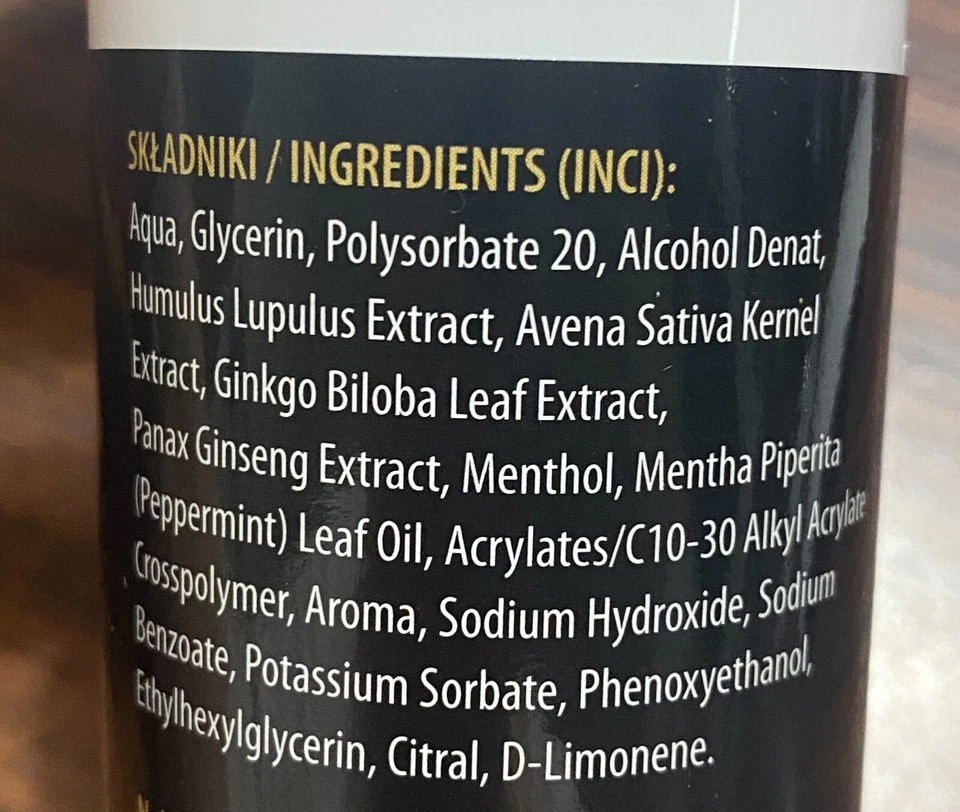 SKŁADNIKI / INGREDIENTS (INCI):
Aqua, Glycerin, Polysorbate 20, Alcohol Denat,
Humulus Lupulus Extract, Avena Sativa Kernel
Extract, Ginkgo Biloba Leaf Extract,
Panax Ginseng Extract, Menthol, Mentha Piperita
(Peppermint) Leaf Oil, Acrylates/C10-30 Alkyl Acrylate
Crosspolymer, Aroma, Sodium Hydroxide, Sodium
Benzoate, Potassium Sorbate, Phenoxyethanol,
Ethylhexylglycerin, Citral, D-Limonene.